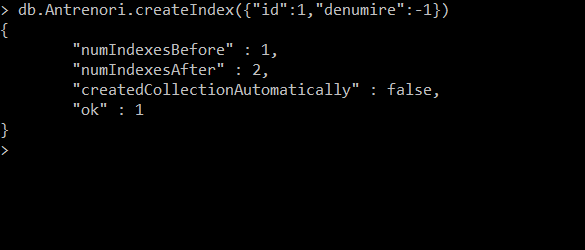 > db.Antrenori.createIndex({"id":1,"denumire":-1})
{
        "numIndexesBefore" : 1,
        "numIndexesAfter" : 2,
        "createdCollectionAutomatically" : false,
        "ok" : 1
}
>